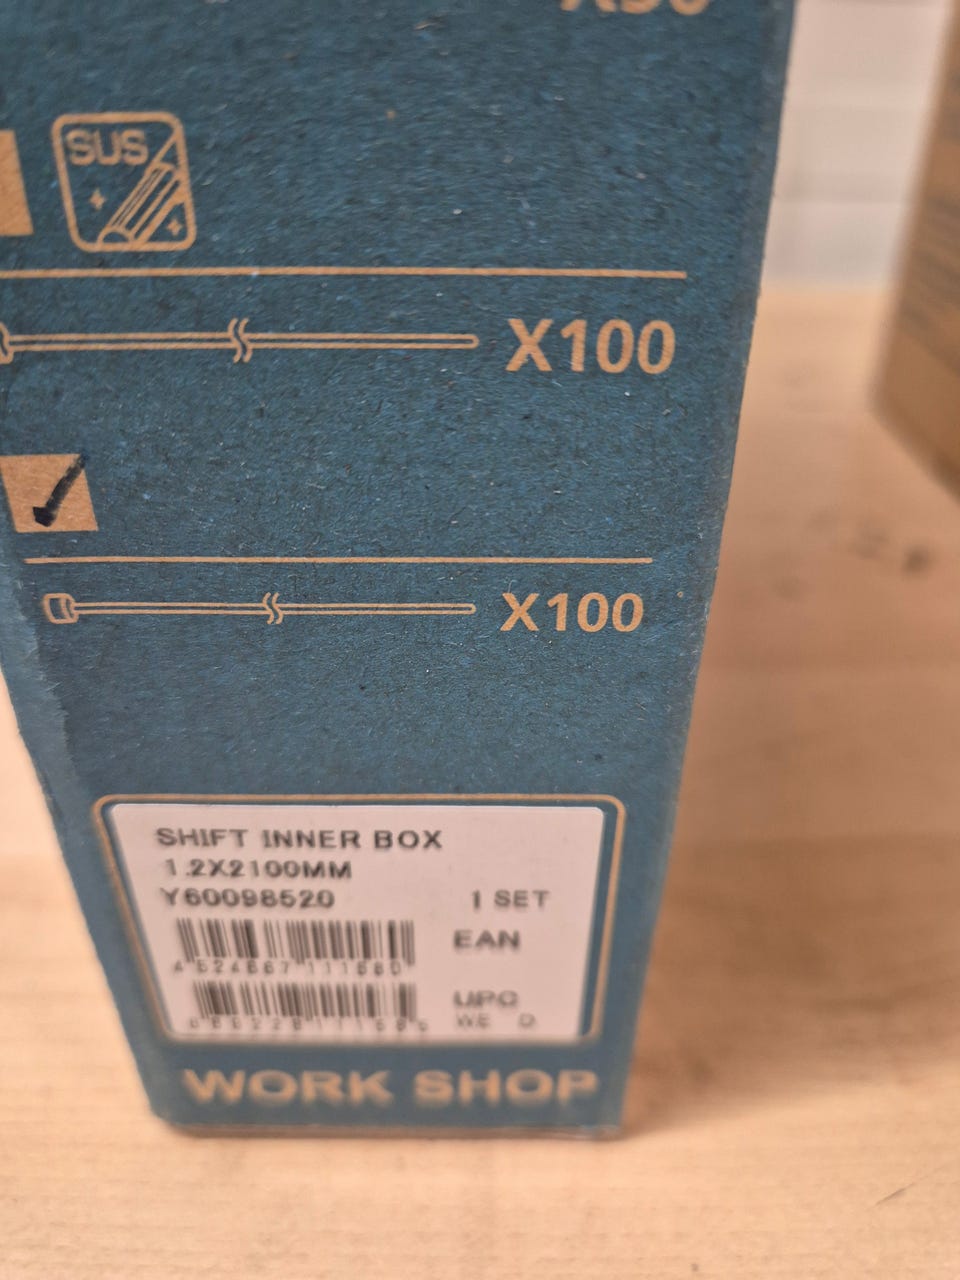 SUS
X100
X100
SHIFT INNER BOX
1.2X2100MM
Y60098520
1 SET
EAN
UPC
WORK SHOP